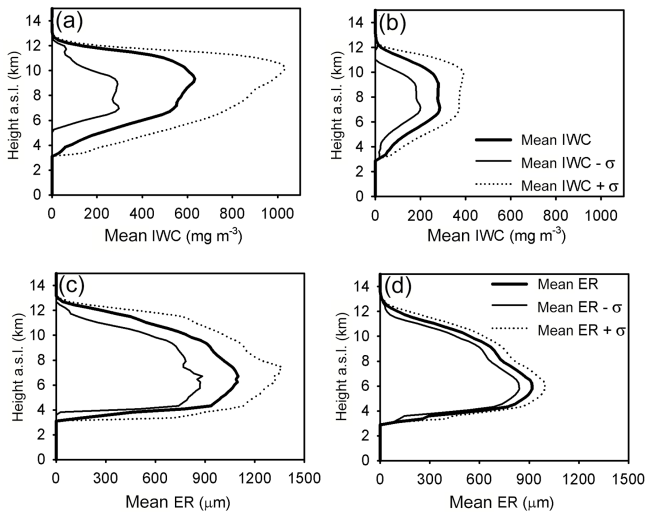 (a)
Height a.s.l. (km)
14
12
10
8
6
4
2
0
0 200 400 600 800 1000
Mean IWC (mg m-3)
(b)
Height a.s.l. (km)
14
12
10
8
6
4
2
0
Mean IWC
Mean IWC - σ
Mean IWC + σ
0 200 400 600 800 1000
Mean IWC (mg m-3)
(c)
Height a.s.l. (km)
14
12
10
8
6
4
2
0
0 300 600 900 1200 1500
Mean ER (μm)
(d)
Height a.s.l. (km)
14
12
10
8
6
4
2
0
Mean ER
Mean ER - σ
Mean ER + σ
0 300 600 900 1200 1500
Mean ER (μm)